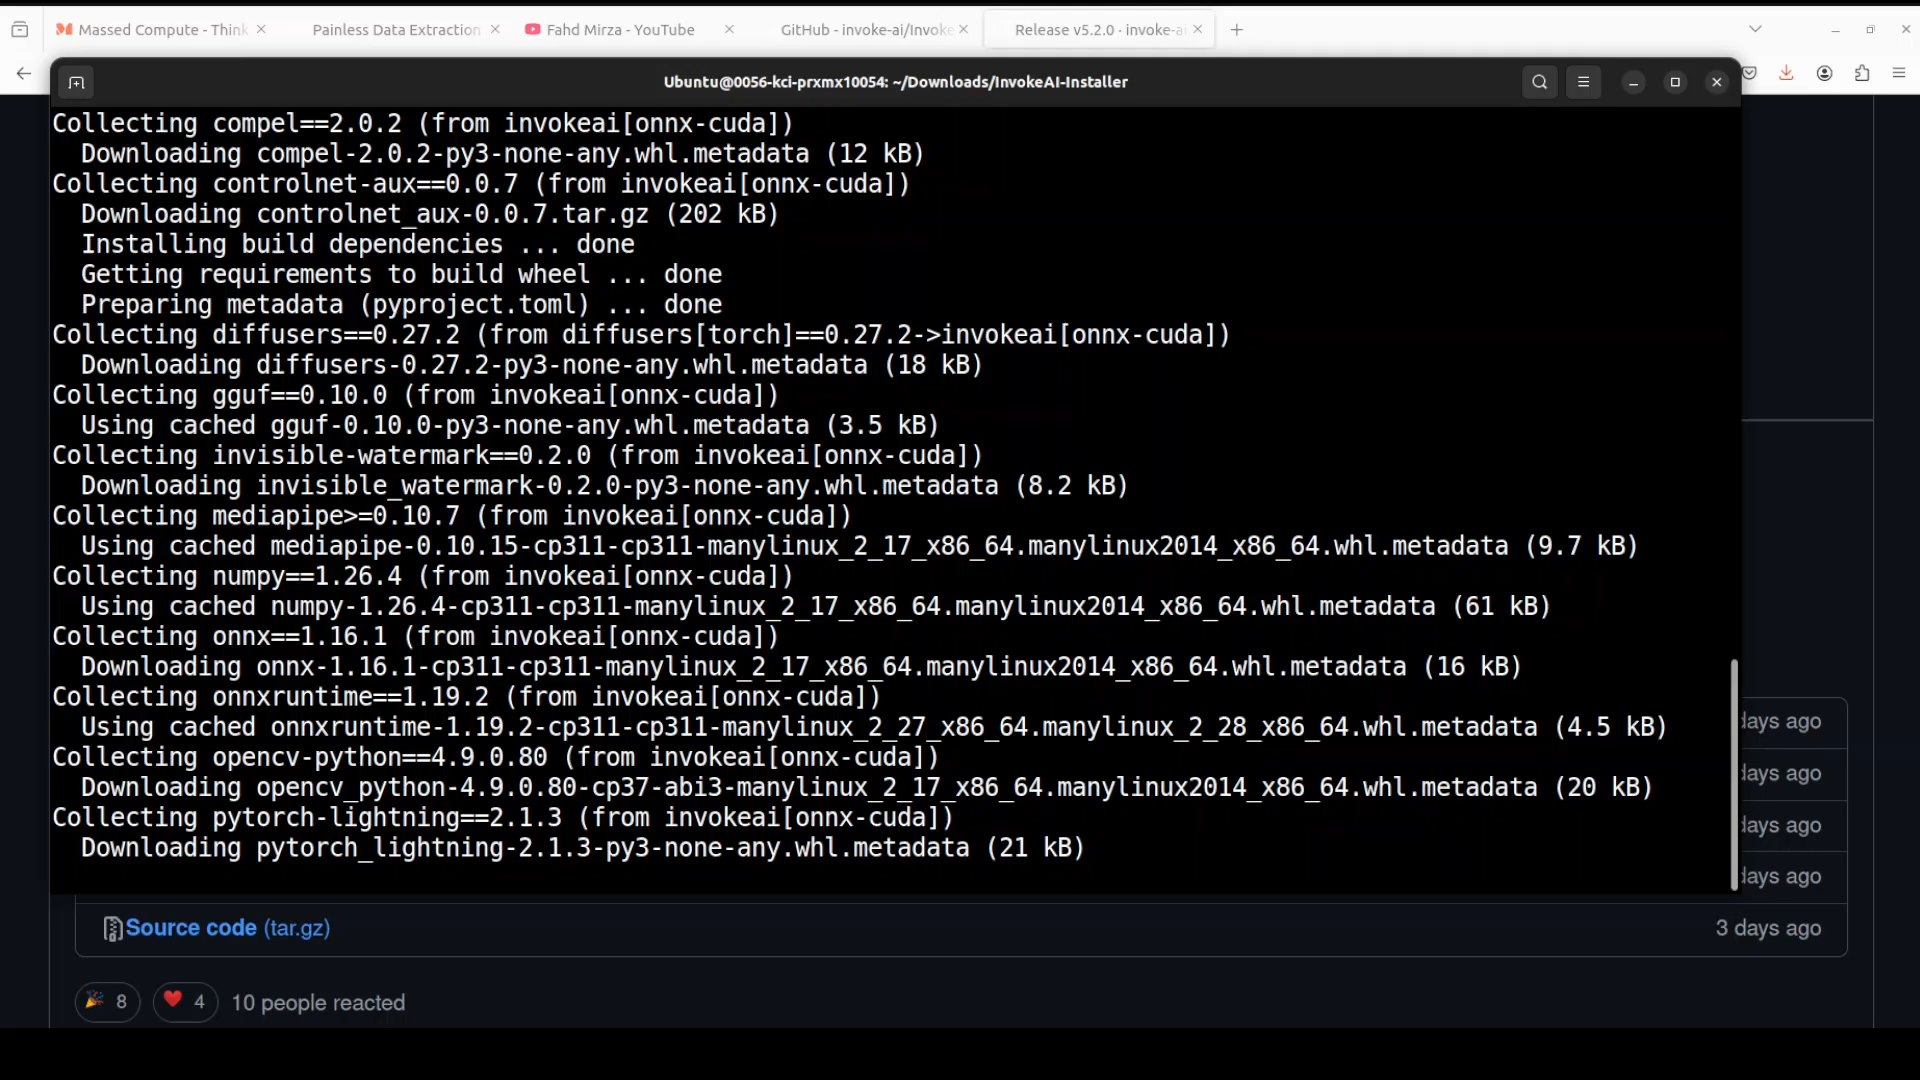 Massed Compute - Think
Painless Data Extraction
Fahd Mirza - YouTube
GitHub - invoke-ai/Invoke
Release v5.2.0 · invoke-ai
Ubuntu@0056-kci-prxmx10054: ~/Downloads/InvokeAI-Installer
Collecting compel==2.0.2 (from invokeai[onnx-cuda])
  Downloading compel-2.0.2-py3-none-any.whl.metadata (12 kB)
Collecting controlnet-aux==0.0.7 (from invokeai[onnx-cuda])
  Downloading controlnet_aux-0.0.7.tar.gz (202 kB)
  Installing build dependencies ... done
  Getting requirements to build wheel ... done
  Preparing metadata (pyproject.toml) ... done
Collecting diffusers==0.27.2 (from diffusers[torch]==0.27.2->invokeai[onnx-cuda])
  Downloading diffusers-0.27.2-py3-none-any.whl.metadata (18 kB)
Collecting gguf==0.10.0 (from invokeai[onnx-cuda])
  Using cached gguf-0.10.0-py3-none-any.whl.metadata (3.5 kB)
Collecting invisible-watermark==0.2.0 (from invokeai[onnx-cuda])
  Downloading invisible_watermark-0.2.0-py3-none-any.whl.metadata (8.2 kB)
Collecting mediapipe>=0.10.7 (from invokeai[onnx-cuda])
  Using cached mediapipe-0.10.15-cp311-cp311-manylinux_2_17_x86_64.manylinux2014_x86_64.whl.metadata (9.7 kB)
Collecting numpy==1.26.4 (from invokeai[onnx-cuda])
  Using cached numpy-1.26.4-cp311-cp311-manylinux_2_17_x86_64.manylinux2014_x86_64.whl.metadata (61 kB)
Collecting onnx==1.16.1 (from invokeai[onnx-cuda])
  Downloading onnx-1.16.1-cp311-cp311-manylinux_2_17_x86_64.manylinux2014_x86_64.whl.metadata (16 kB)
Collecting onnxruntime==1.19.2 (from invokeai[onnx-cuda])
  Using cached onnxruntime-1.19.2-cp311-cp311-manylinux_2_27_x86_64.manylinux_2_28_x86_64.whl.metadata (4.5 kB)
Collecting opencv-python==4.9.0.80 (from invokeai[onnx-cuda])
  Downloading opencv_python-4.9.0.80-cp37-abi3-manylinux_2_17_x86_64.manylinux2014_x86_64.whl.metadata (20 kB)
Collecting pytorch-lightning==2.1.3 (from invokeai[onnx-cuda])
  Downloading pytorch_lightning-2.1.3-py3-none-any.whl.metadata (21 kB)
days ago
days ago
days ago
days ago
Source code (tar.gz)
3 days ago
8
4
10 people reacted